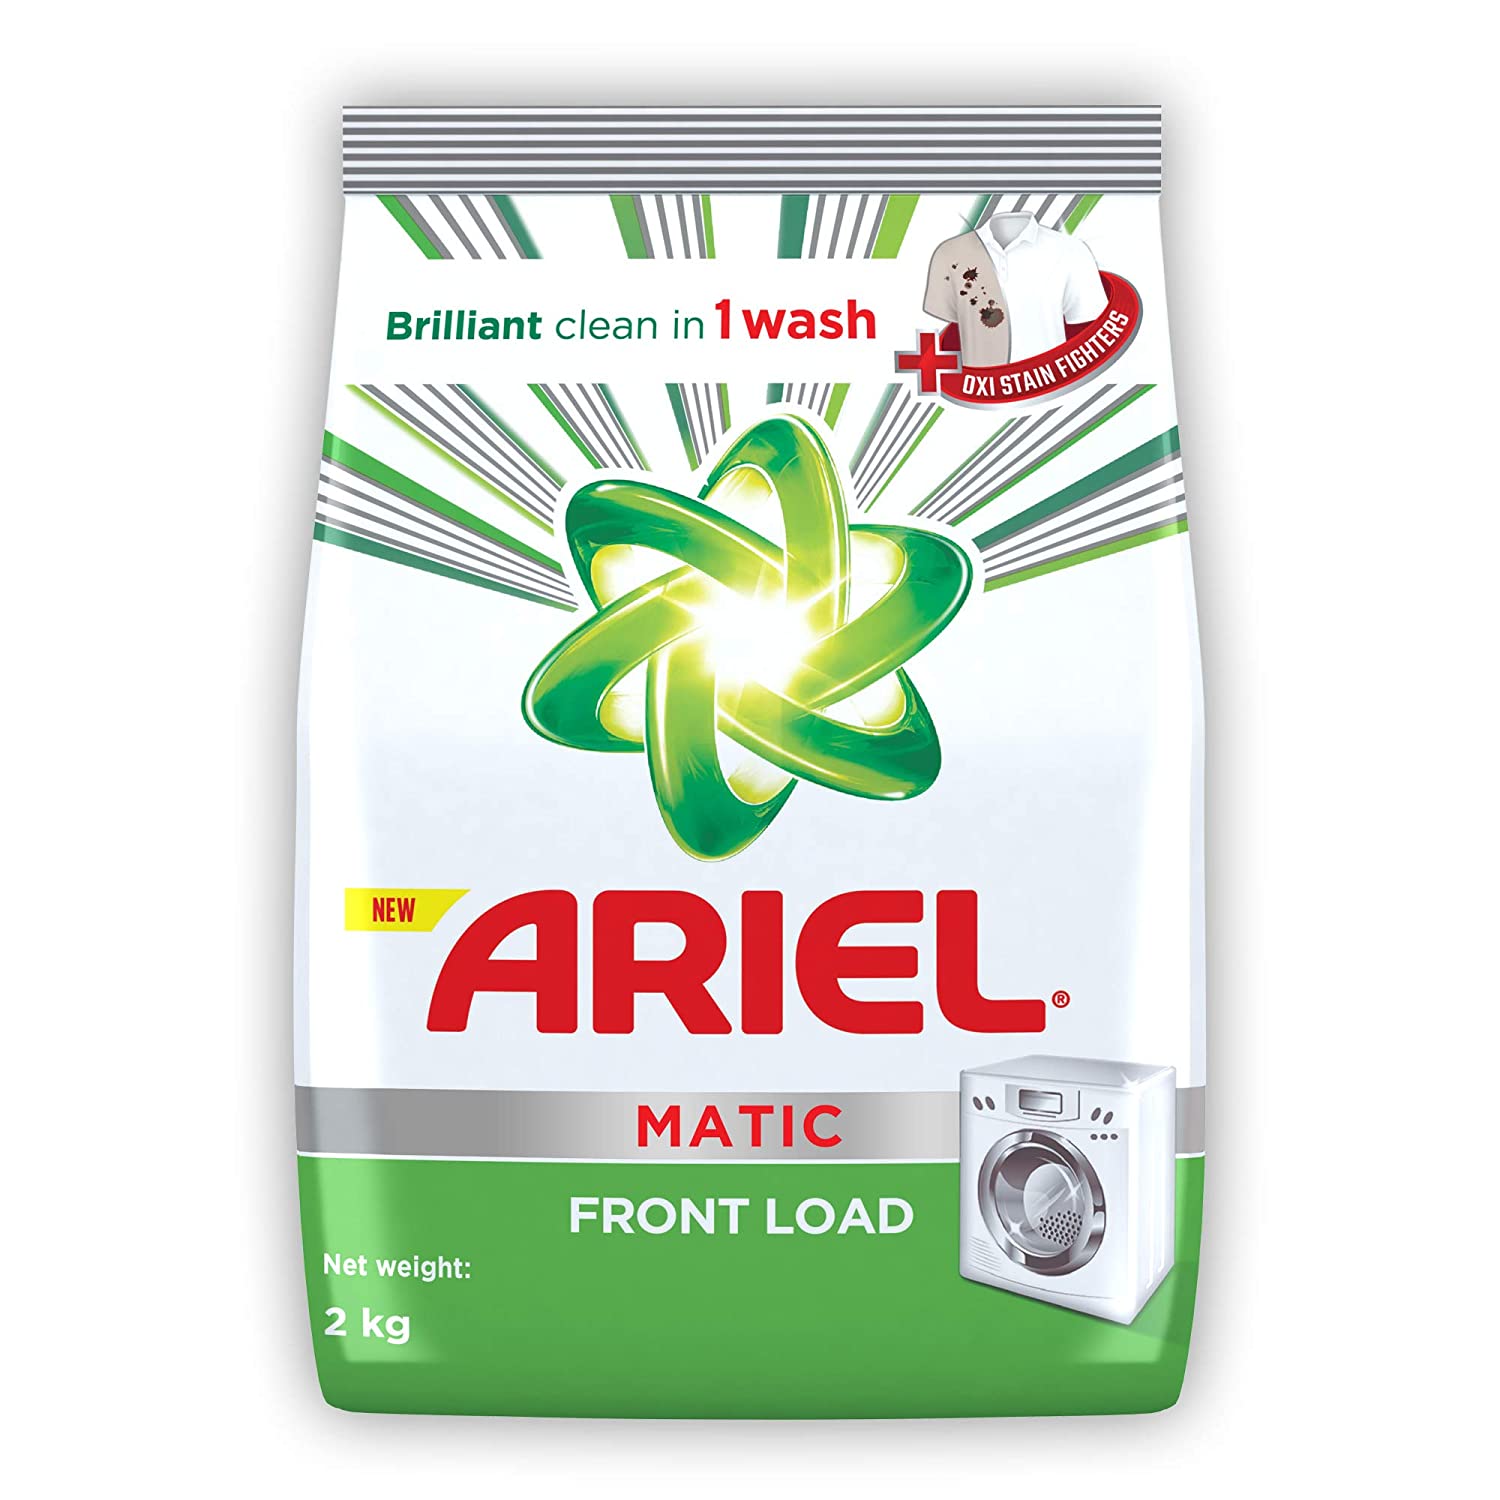 Brilliant clean in 1 wash
OXI STAIN FIGHTERS
NEW
ARIEL®
MATIC
FRONT LOAD
Net weight:
2 kg